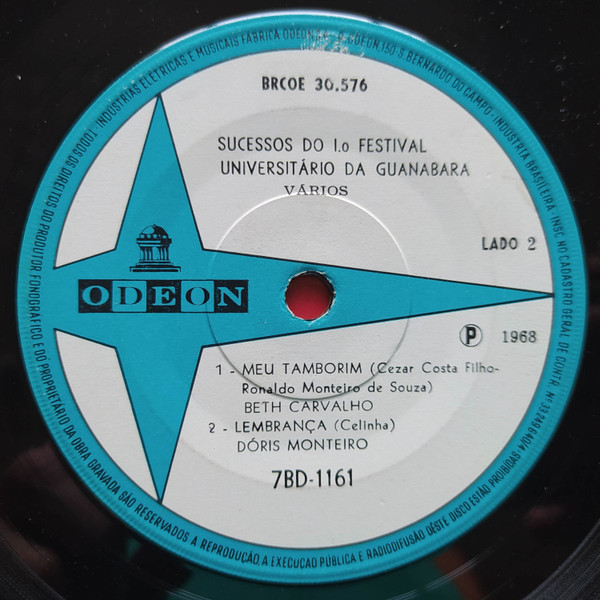 BRCOE 30.576
SUCESSOS DO 1.o FESTIVAL
UNIVERSITÁRIO DA GUANABARA
VÁRIOS
LADO 2
ODEON
P 1968
1 - MEU TAMBORIM (Cezar Costa Filho-
Ronaldo Monteiro de Souza)
BETH CARVALHO
2 - LEMBRANÇA (Celinha)
DÓRIS MONTEIRO
7BD-1161
TODOS OS DIREITOS DO PRODUTOR FONOGRÁFICO E DO PROPRIETÁRIO DA OBRA GRAVADA SÃO RESERVADOS A REPRODUÇÃO, A EXECUÇÃO PÚBLICA E RADIODIFUSÃO DÊSTE DISCO ESTÃO PROIBIDAS
INDÚSTRIAS ELÉTRICAS E MUSICAIS FÁBRICA ODEON S. BERNARDO DO CAMPO - INDÚSTRIA BRASILEIRA - INSC NO CADASTRO GERAL DE CONTR. Nº 33249640/4